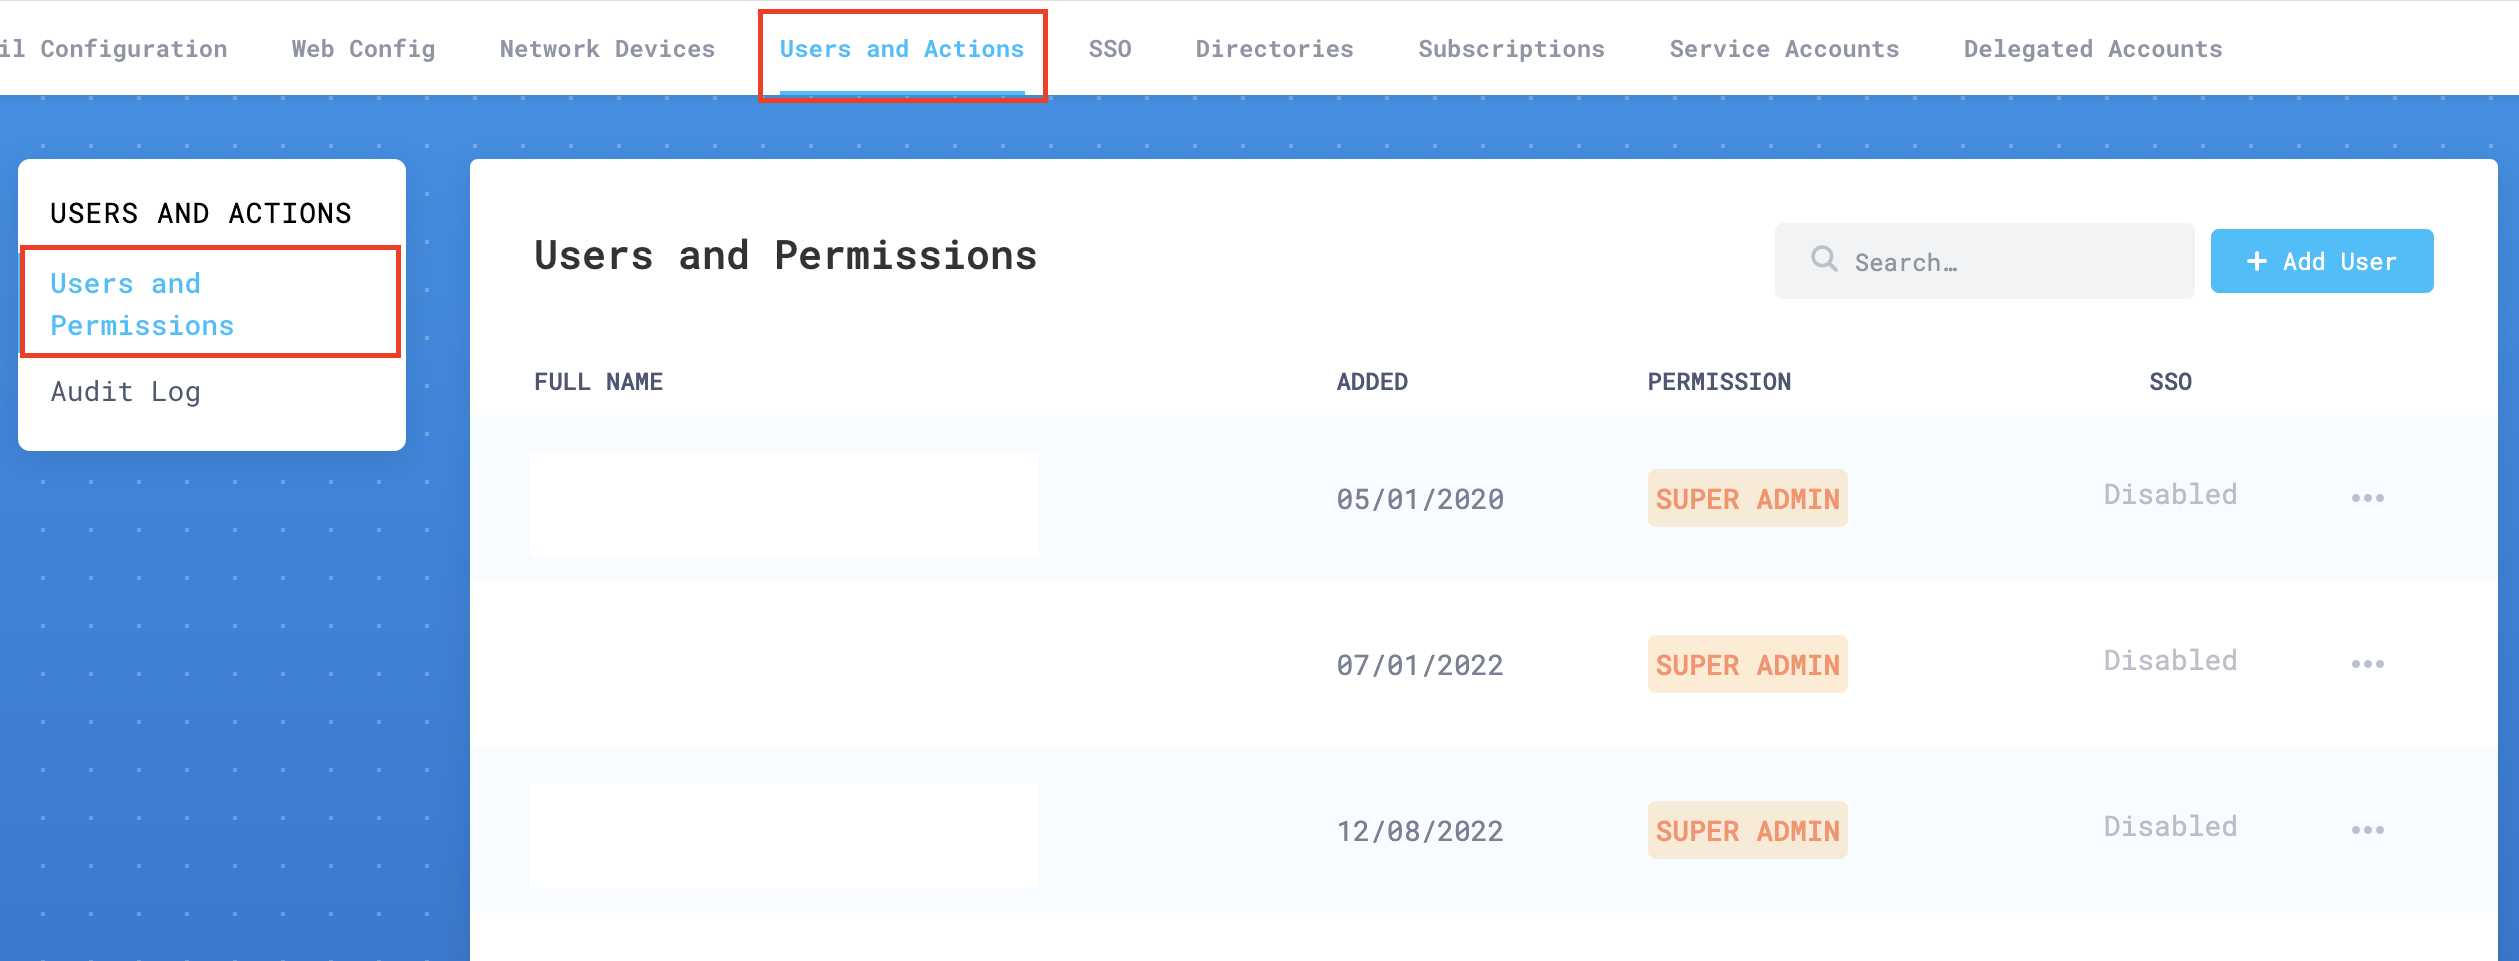 il Configuration Web Config Network Devices Users and Actions SSO Directories Subscriptions Service Accounts Delegated Accounts
USERS AND ACTIONS
Users and
Permissions
Audit Log
Users and Permissions
Search…
+ Add User
FULL NAME ADDED PERMISSION SSO
05/01/2020 SUPER ADMIN Disabled
07/01/2022 SUPER ADMIN Disabled
12/08/2022 SUPER ADMIN Disabled